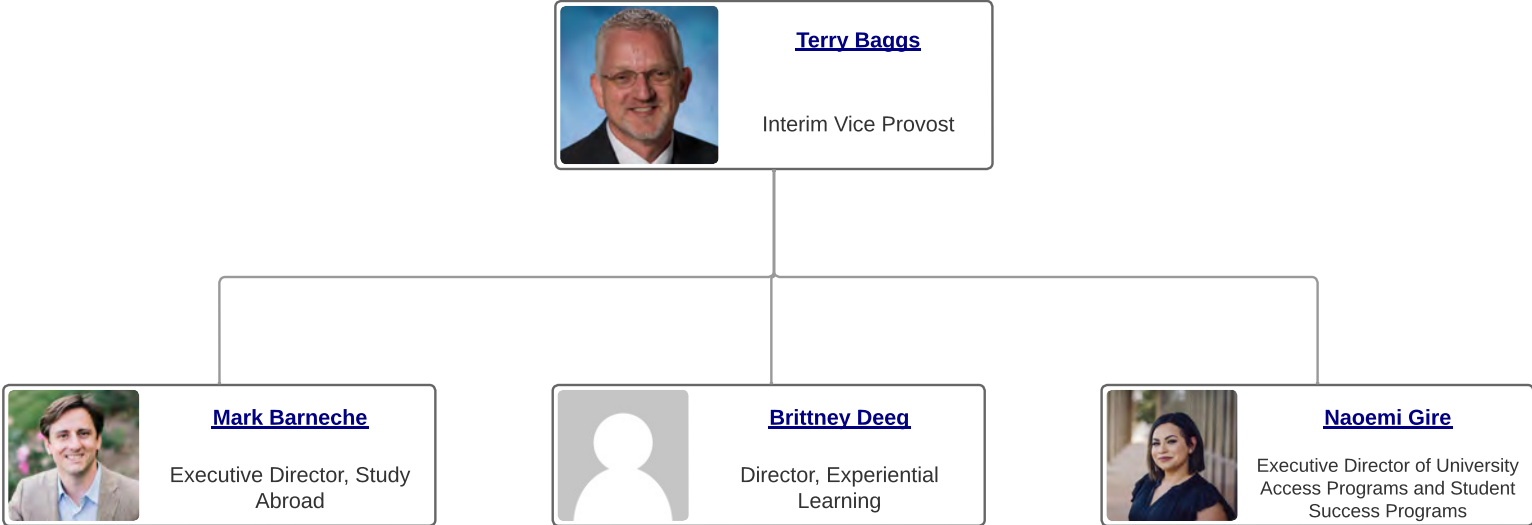 Terry Baggs
Interim Vice Provost
Mark Barneche
Executive Director, Study
Abroad
Brittney Deeg
Director, Experiential
Learning
Naoemi Gire
Executive Director of University
Access Programs and Student
Success Programs